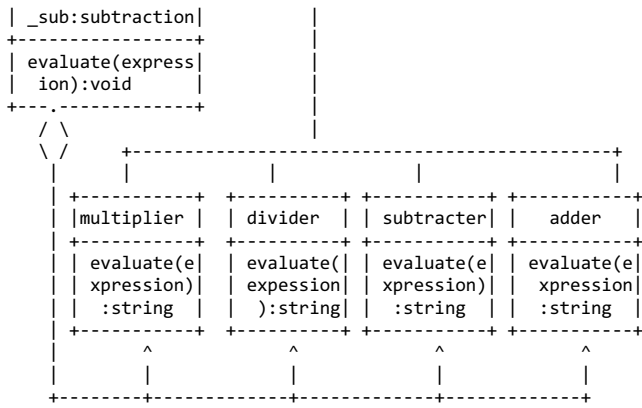 _sub:subtraction
evaluate(express
ion):void
multiplier divider subtracter adder
evaluate(e evaluate( evaluate(e evaluate(e
xpression) expession xpression) xpression
:string ):string :string :string